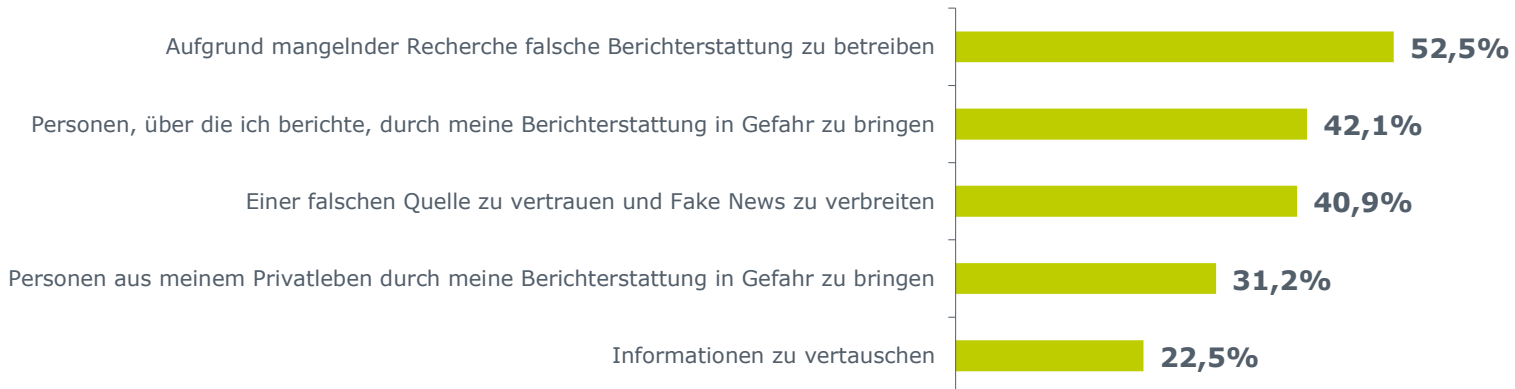 Aufgrund mangelnder Recherche falsche Berichterstattung zu betreiben 52,5%
Personen, über die ich berichte, durch meine Berichterstattung in Gefahr zu bringen 42,1%
Einer falschen Quelle zu vertrauen und Fake News zu verbreiten 40,9%
Personen aus meinem Privatleben durch meine Berichterstattung in Gefahr zu bringen 31,2%
Informationen zu vertauschen 22,5%